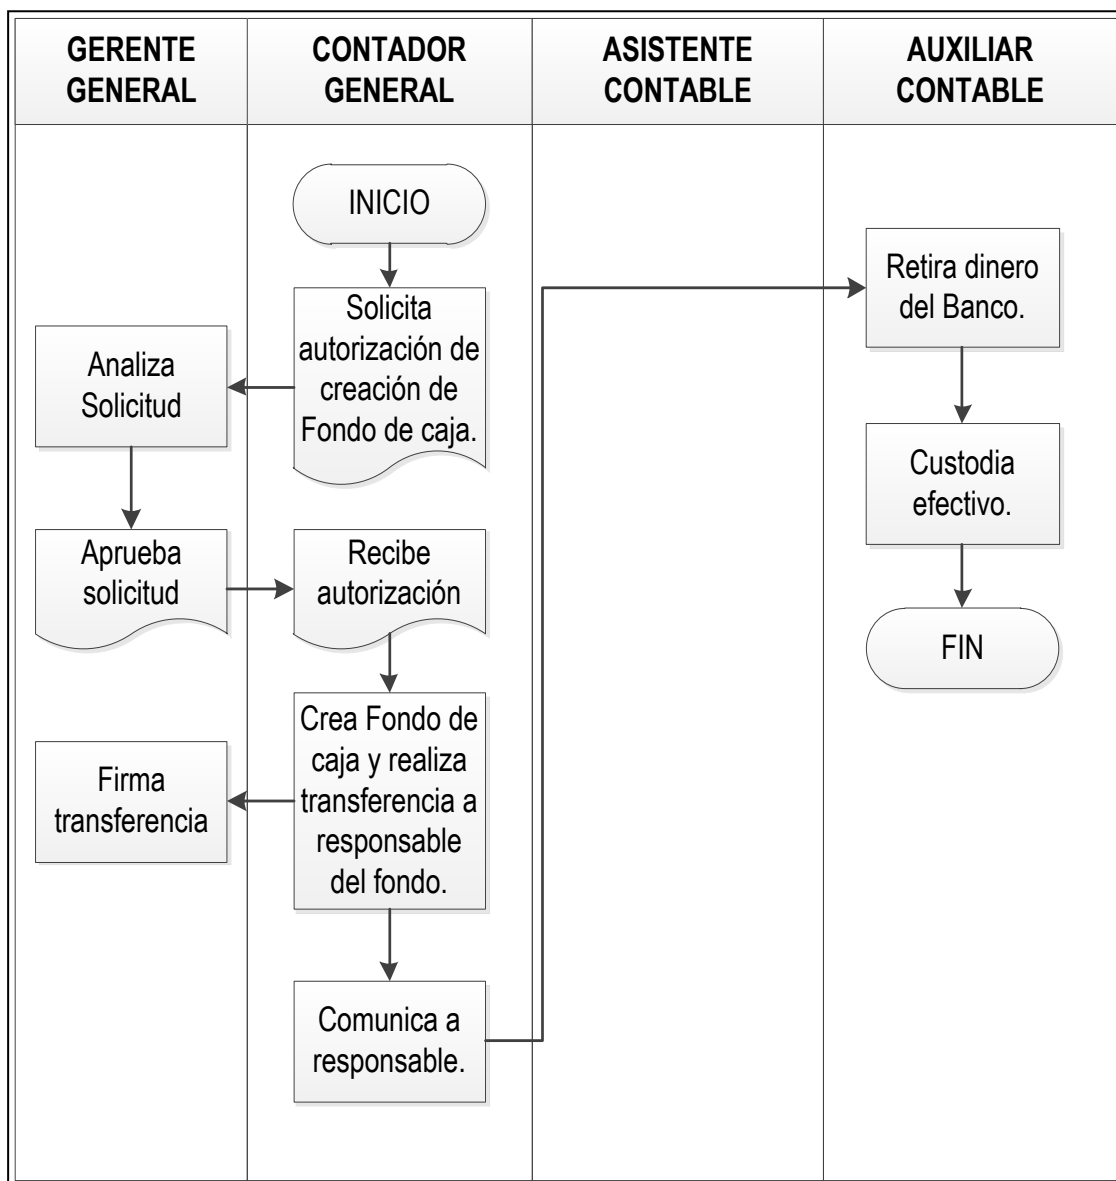 GERENTE
GENERAL
CONTADOR
GENERAL
ASISTENTE
CONTABLE
AUXILIAR
CONTABLE
INICIO
Solicita
autorización de
creación de
Fondo de caja.
Analiza
Solicitud
Aprueba
solicitud
Recibe
autorización
Crea Fondo de
caja y realiza
transferencia a
responsable
del fondo.
Firma
transferencia
Comunica a
responsable.
Retira dinero
del Banco.
Custodia
efectivo.
FIN